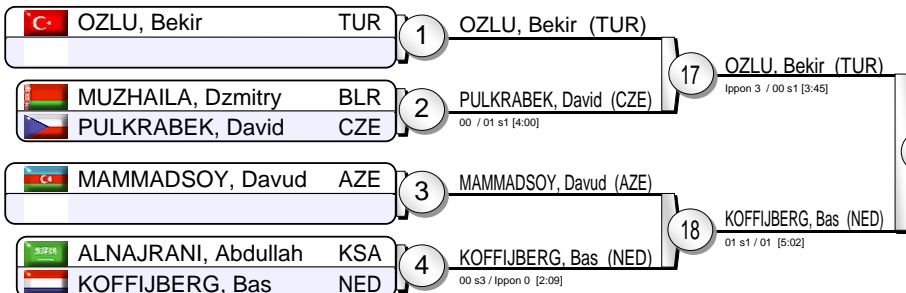 OZLU, Bekir TUR
1
OZLU, Bekir (TUR)
MUZHAILA, Dzmitry BLR
PULKRABEK, David CZE
2
PULKRABEK, David (CZE)
00 / 01 s1 [4:00]
17
OZLU, Bekir (TUR)
Ippon 3 / 00 s1 [3:45]
MAMMADSOY, Davud AZE
3
MAMMADSOY, Davud (AZE)
ALNAJRANI, Abdullah KSA
KOFFIJBERG, Bas NED
4
KOFFIJBERG, Bas (NED)
00 s3 / Ippon 0 [2:09]
18
KOFFIJBERG, Bas (NED)
01 s1 / 01 [5:02]